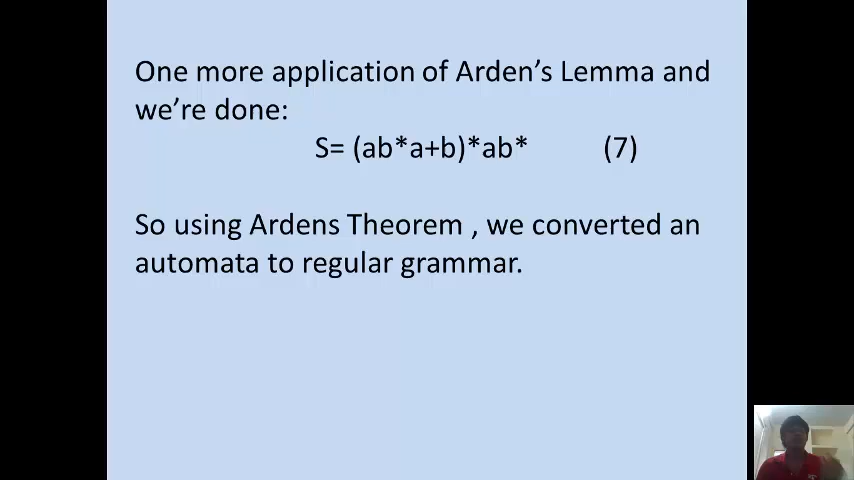 One more application of Arden's Lemma and
we're done:
S= (ab*a+b)*ab* (7)
So using Ardens Theorem , we converted an
automata to regular grammar.